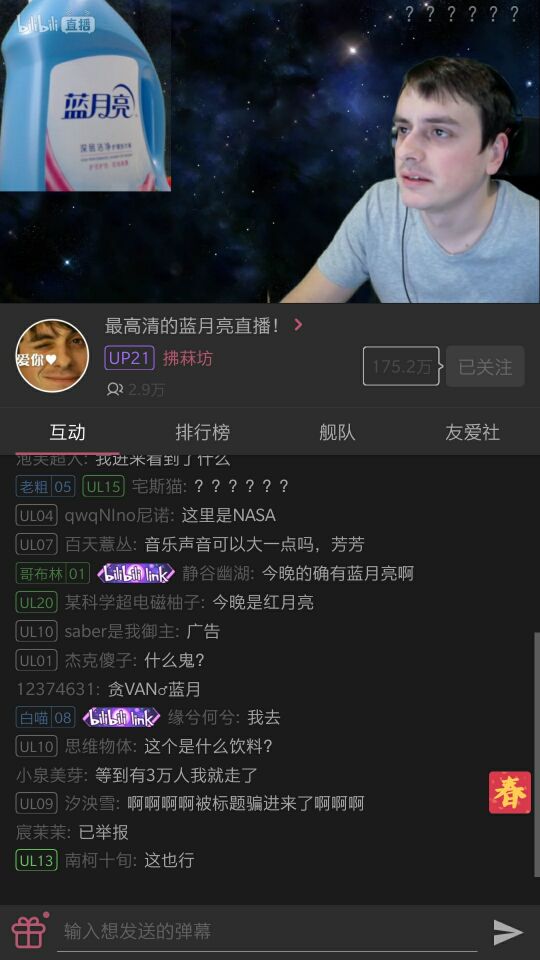 bilibili 直播
？？？？？？
蓝月亮
深层洁净
最高清的蓝月亮直播！
爱你♥
UP21 拂菻坊
175.2万 已关注
2.9万
互动 排行榜 舰队 友爱社
我进来看到了什么
老粗 05 UL15 宅斯猫: ？？？？？？
UL04 qwqNIno尼诺: 这里是NASA
UL07 百天薏怂: 音乐声音可以大一点吗，芳芳
哥布林 01 bilibili link 静谷幽湖: 今晚的确有蓝月亮啊
UL20 某科学超电磁柚子: 今晚是红月亮
UL10 saber是我御主: 广告
UL01 杰克傻子: 什么鬼?
12374631: 贪VAN♂蓝月
白喵 08 bilibili link 缘兮何兮: 我去
UL10 思维物体: 这个是什么饮料?
小泉美芽: 等到有3万人我就走了
春
UL09 汐泱雪: 啊啊啊啊被标题骗进来了啊啊啊
宸茉茉: 已举报
UL13 南柯十旬: 这也行
输入想发送的弹幕